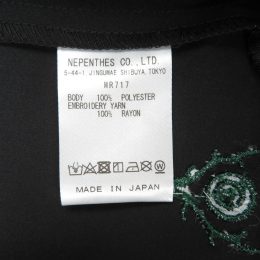 NEPENTHES CO., LTD.
5-44-1 JINGUMAE SHIBUYA TOKYO
MR717
BODY 100% POLYESTER
EMBROIDERY YARN
100% RAYON
MADE IN JAPAN